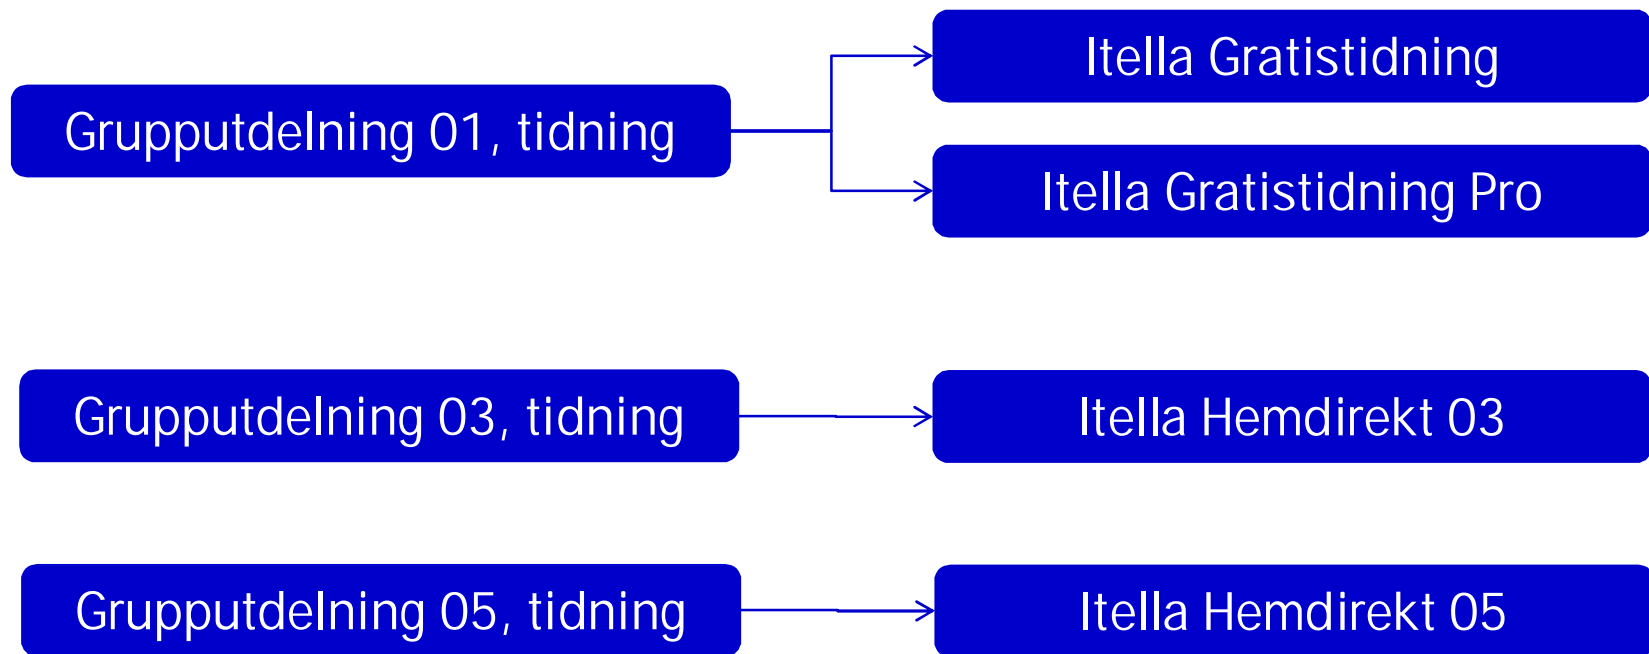 Itella Gratistidning
Grupputdelning 01, tidning
Itella Gratistidning Pro
Grupputdelning 03, tidning
Itella Hemdirekt 03
Grupputdelning 05, tidning
Itella Hemdirekt 05